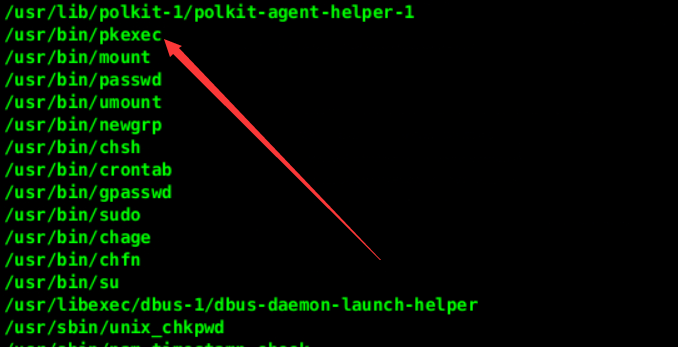 /usr/lib/polkit-1/polkit-agent-helper-1
/usr/bin/pkexec
/usr/bin/mount
/usr/bin/passwd
/usr/bin/umount
/usr/bin/newgrp
/usr/bin/chsh
/usr/bin/crontab
/usr/bin/gpasswd
/usr/bin/sudo
/usr/bin/chage
/usr/bin/chfn
/usr/bin/su
/usr/libexec/dbus-1/dbus-daemon-launch-helper
/usr/sbin/unix_chkpwd